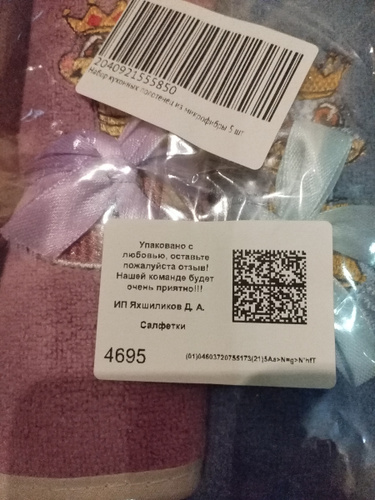 2040921555850
Набор кухонных полотенец из микрофибры 5 шт
Упаковано с
любовью, оставьте
пожалуйста отзыв!
Нашей команде будет
очень приятно!!!
ИП Яхшиликов Д. А.
Салфетки
4695